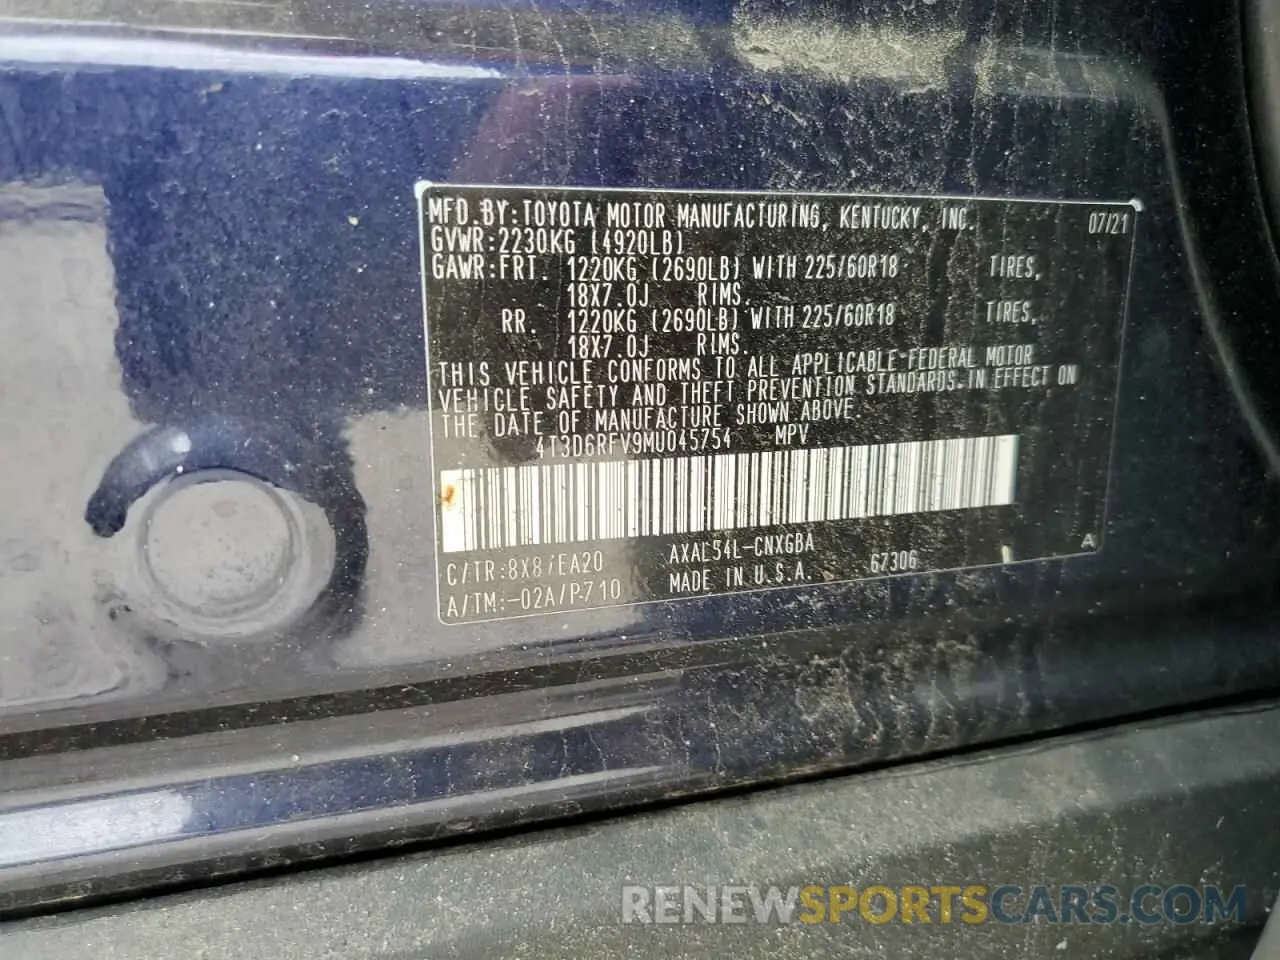 MFD.BY:TOYOTA MOTOR MANUFACTURING, KENTUCKY, INC. 07/21
GVWR:2230KG (4920LB)
GAWR:FRT. 1220KG (2690LB) WITH 225/60R18 TIRES,
18X7.0J RIMS.
RR. 1220KG (2690LB) WITH 225/60R18 TIRES,
18X7.0J RIMS.
THIS VEHICLE CONFORMS TO ALL APPLICABLE FEDERAL MOTOR
VEHICLE SAFETY AND THEFT PREVENTION STANDARDS IN EFFECT ON
THE DATE OF MANUFACTURE SHOWN ABOVE.
4T3D6RFV9MU045754 MPV
C/TR:8X8/EA20 AXAL54L-CNXGBA A
A/TM:-02A/P710 MADE IN U.S.A. 67306
RENEWSPORTSCARS.COM